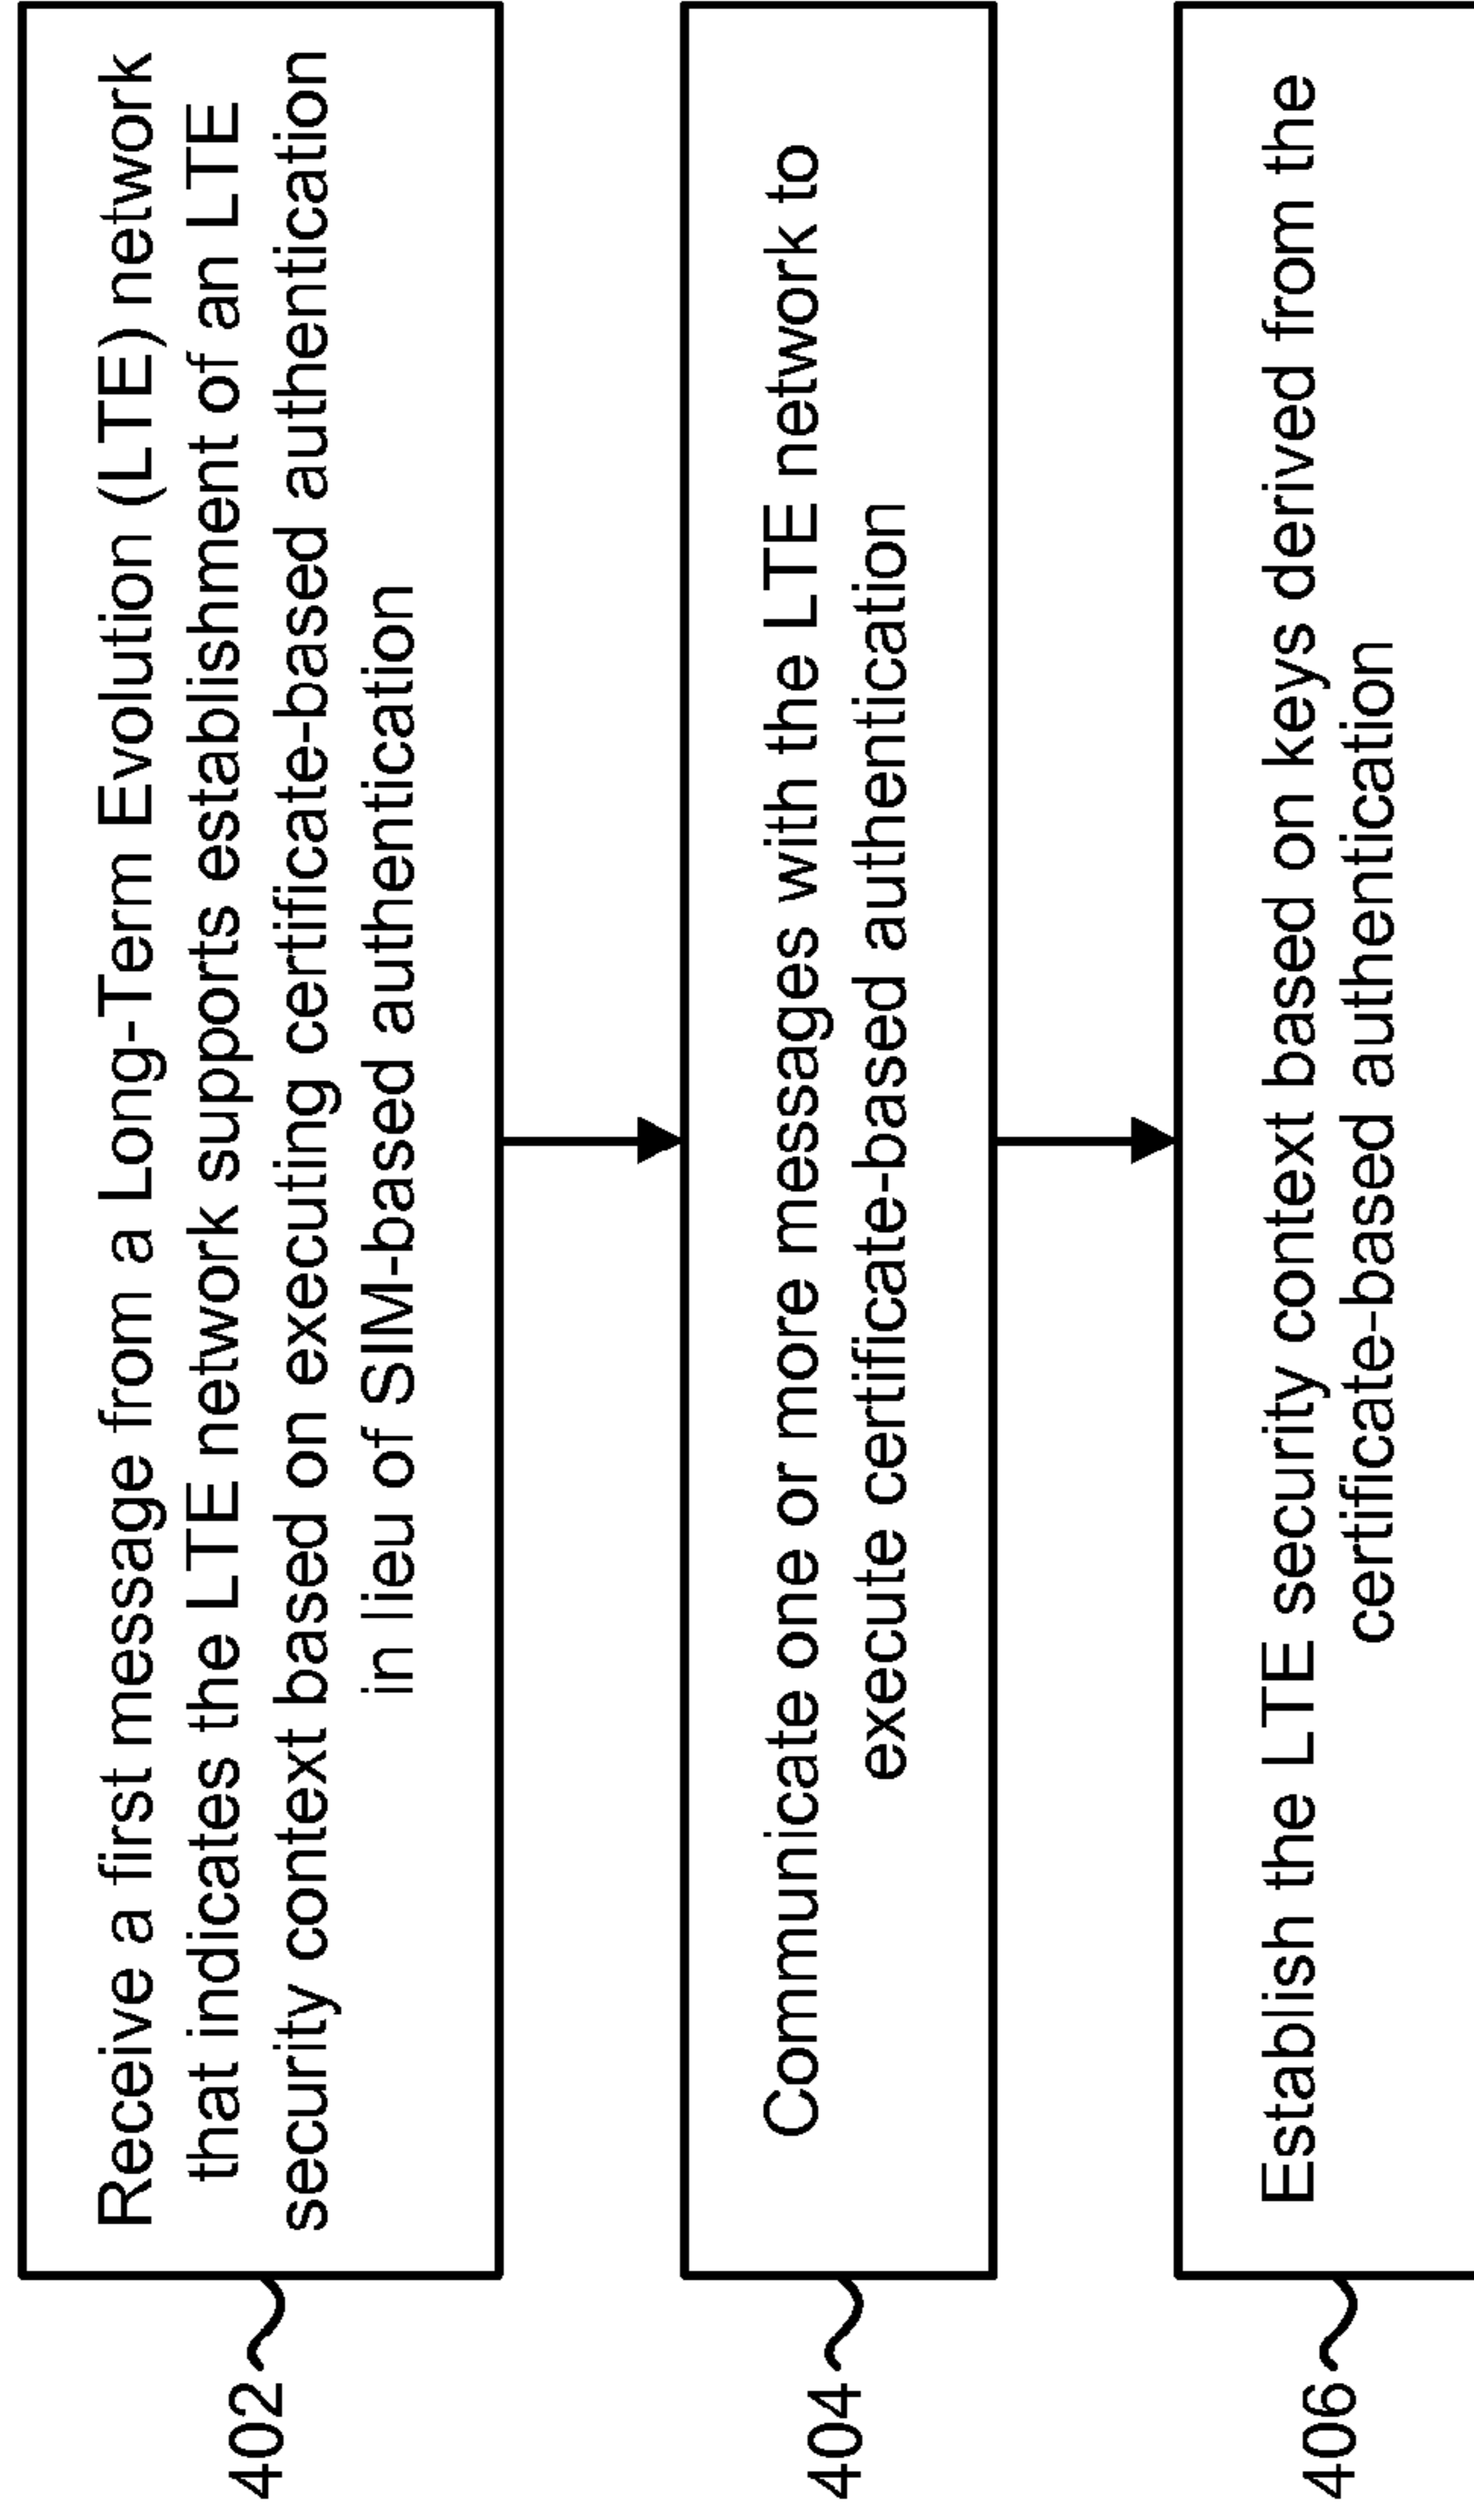 Receive a first message from a Long-Term Evolution (LTE) network
that indicates the LTE network supports establishment of an LTE
security context based on executing certificate-based authentication
in lieu of SIM-based authentication
402
Communicate one or more messages with the LTE network to
execute certificate-based authentication
404
Establish the LTE security context based on keys derived from the
certificate-based authentication
406